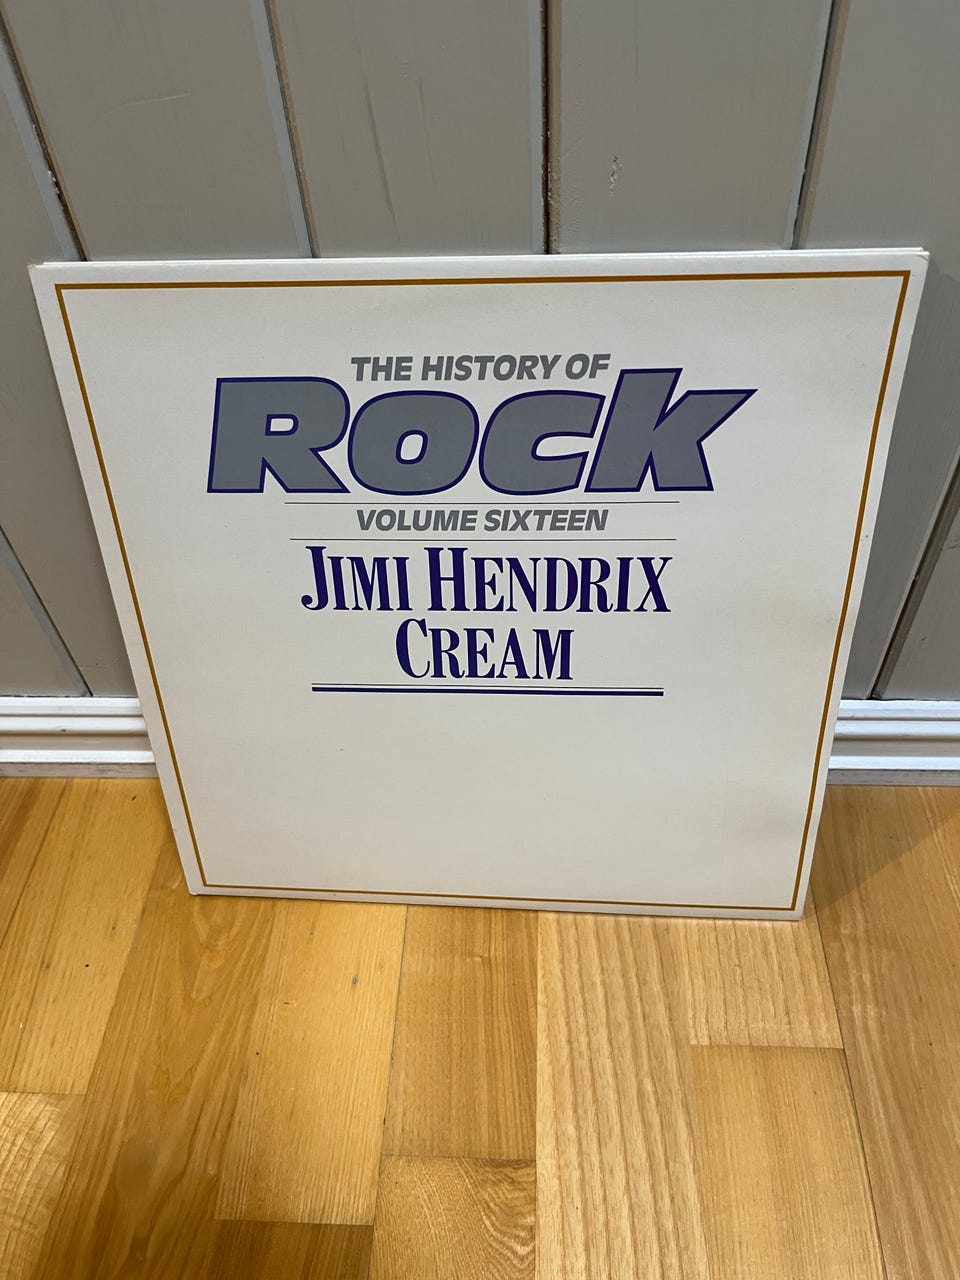 THE HISTORY OF
ROCK
VOLUME SIXTEEN
JIMI HENDRIX
CREAM